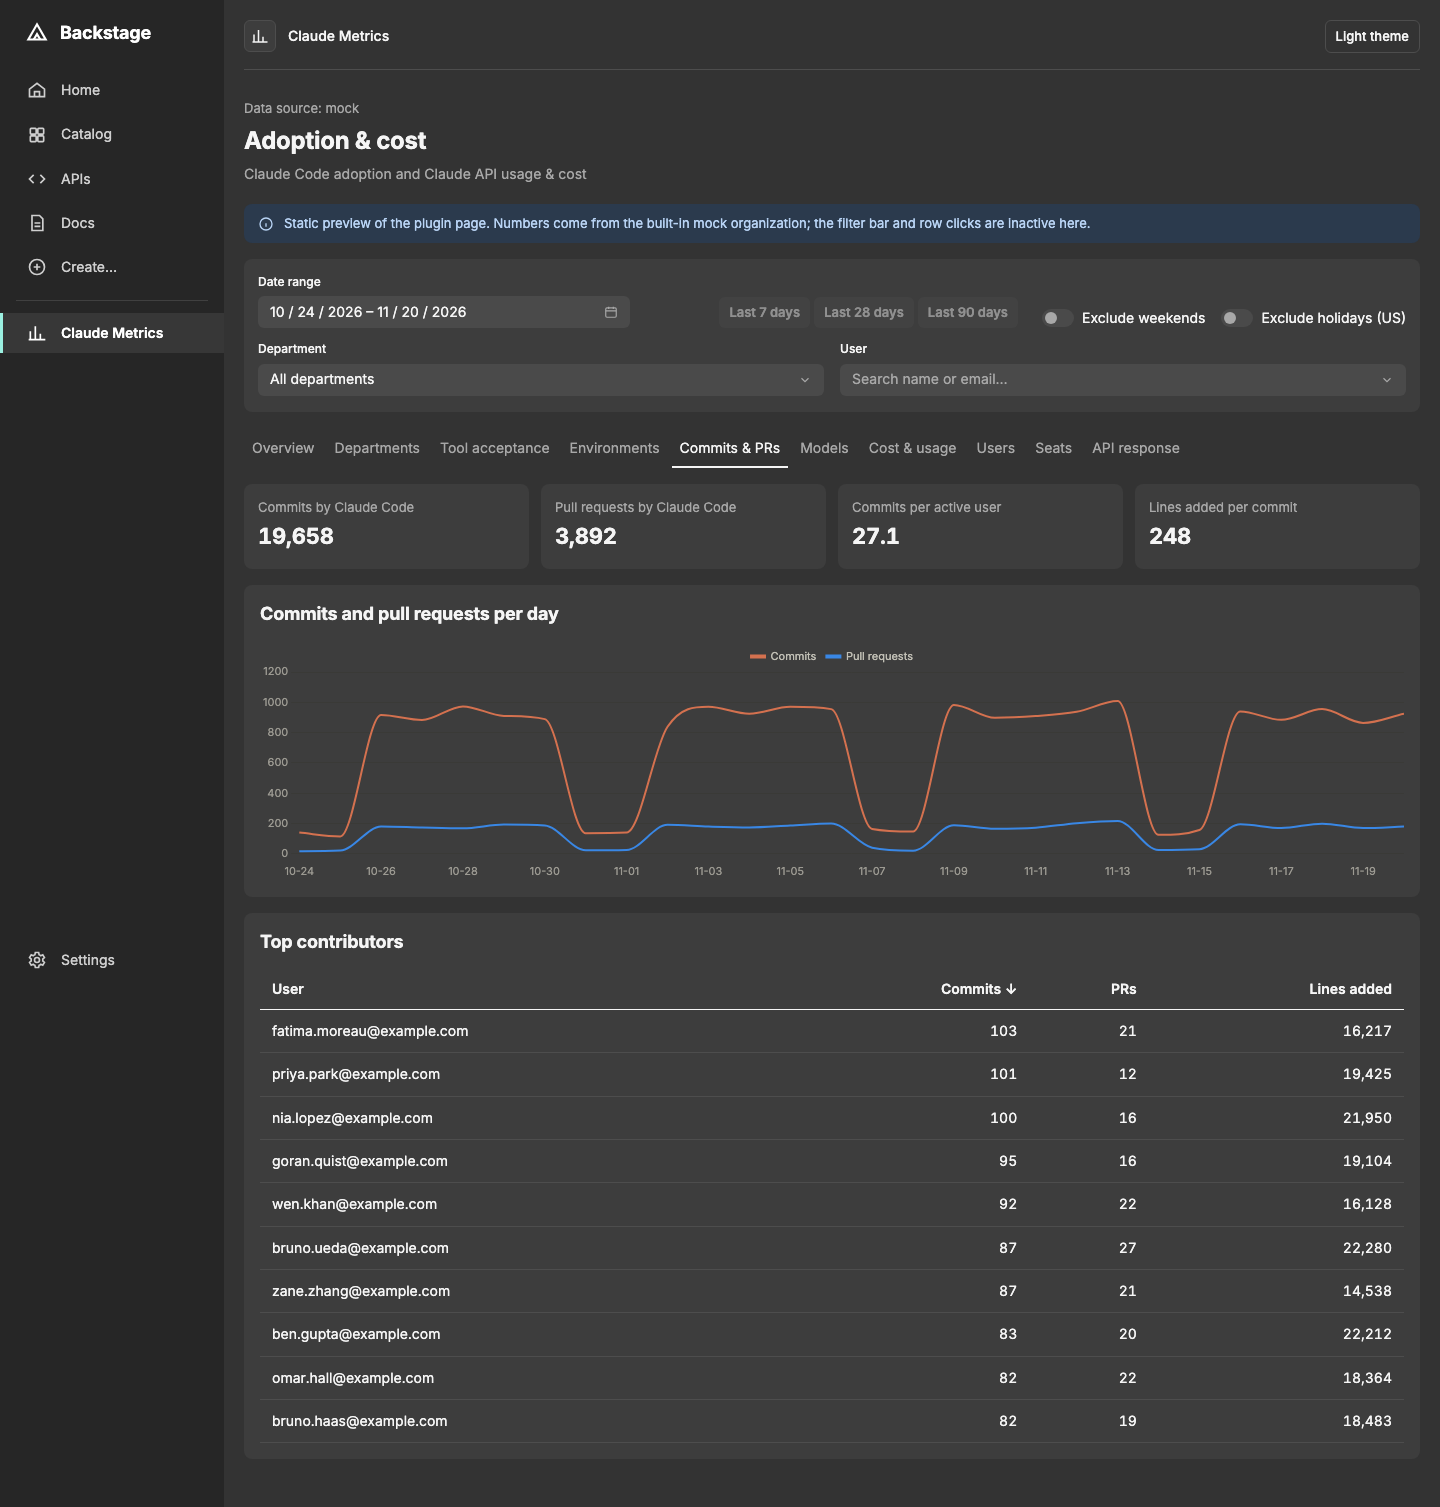 Backstage
Home
Catalog
APIs
Docs
Create...
Claude Metrics
Settings
Claude Metrics
Light theme
Data source: mock
Adoption & cost
Claude Code adoption and Claude API usage & cost
Static preview of the plugin page. Numbers come from the built-in mock organization; the filter bar and row clicks are inactive here.
Date range
10 / 24 / 2026 – 11 / 20 / 2026
Last 7 days Last 28 days Last 90 days
Exclude weekends Exclude holidays (US)
Department User
All departments Search name or email...
Overview Departments Tool acceptance Environments Commits & PRs Models Cost & usage Users Seats API response
Commits by Claude Code
19,658
Pull requests by Claude Code
3,892
Commits per active user
27.1
Lines added per commit
248
Commits and pull requests per day
Commits Pull requests
1200
1000
800
600
400
200
0
10-24 10-26 10-28 10-30 11-01 11-03 11-05 11-07 11-09 11-11 11-13 11-15 11-17 11-19
Top contributors
User Commits ↓ PRs Lines added
fatima.moreau@example.com 103 21 16,217
priya.park@example.com 101 12 19,425
nia.lopez@example.com 100 16 21,950
goran.quist@example.com 95 16 19,104
wen.khan@example.com 92 22 16,128
bruno.ueda@example.com 87 27 22,280
zane.zhang@example.com 87 21 14,538
ben.gupta@example.com 83 20 22,212
omar.hall@example.com 82 22 18,364
bruno.haas@example.com 82 19 18,483